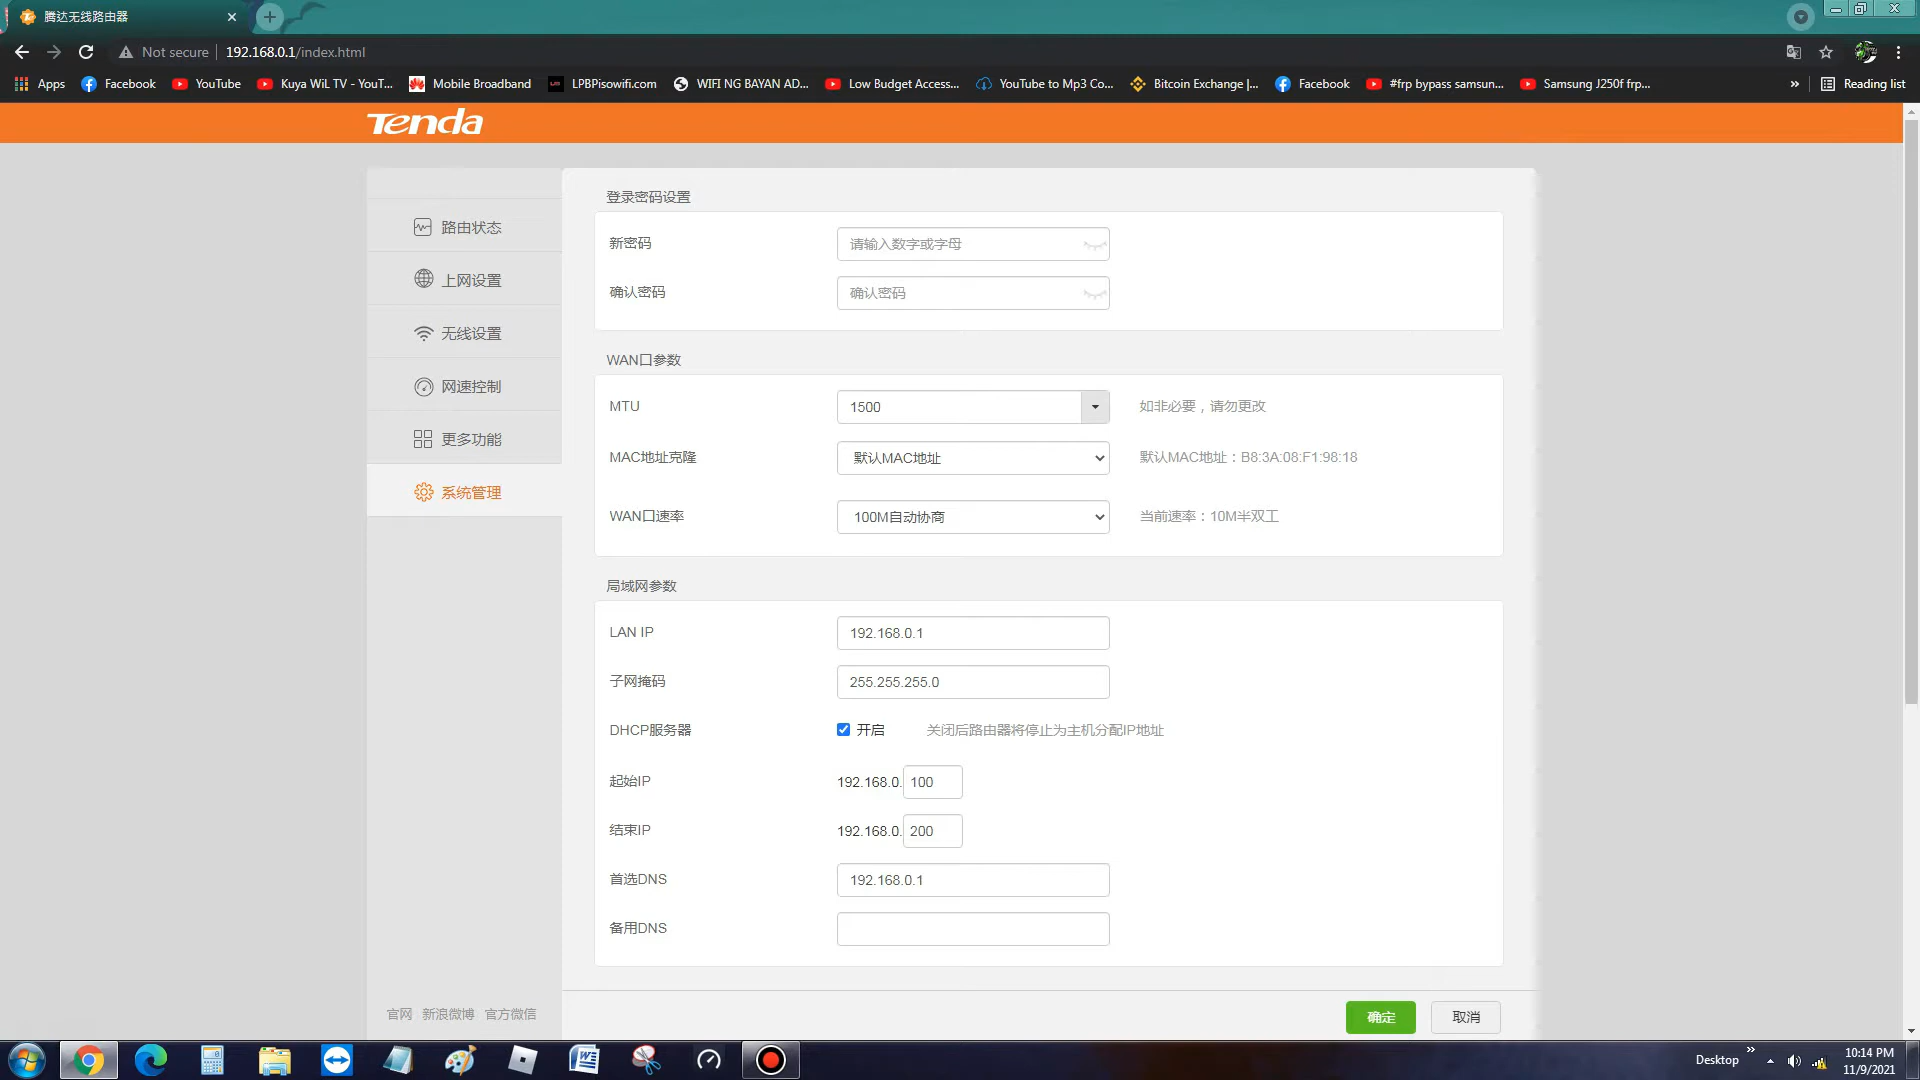 腾达无线路由器
Not secure 192.168.0.1/index.html
Apps Facebook YouTube Kuya WiL TV - YouT... Mobile Broadband LPBPisowifi.com WIFI NG BAYAN AD... Low Budget Access... YouTube to Mp3 Co... Bitcoin Exchange |... Facebook #frp bypass samsun... Samsung J250f frp... » Reading list
Tenda
路由状态
上网设置
无线设置
网速控制
更多功能
系统管理
官网 新浪微博 官方微信
登录密码设置
新密码 请输入数字或字母
确认密码 确认密码
WAN口参数
MTU 1500 如非必要，请勿更改
MAC地址克隆 默认MAC地址 默认MAC地址：B8:3A:08:F1:98:18
WAN口速率 100M自动协商 当前速率：10M半双工
局域网参数
LAN IP 192.168.0.1
子网掩码 255.255.255.0
DHCP服务器 开启 关闭后路由器将停止为主机分配IP地址
起始IP 192.168.0. 100
结束IP 192.168.0. 200
首选DNS 192.168.0.1
备用DNS
确定 取消
Desktop » 10:14 PM
11/9/2021